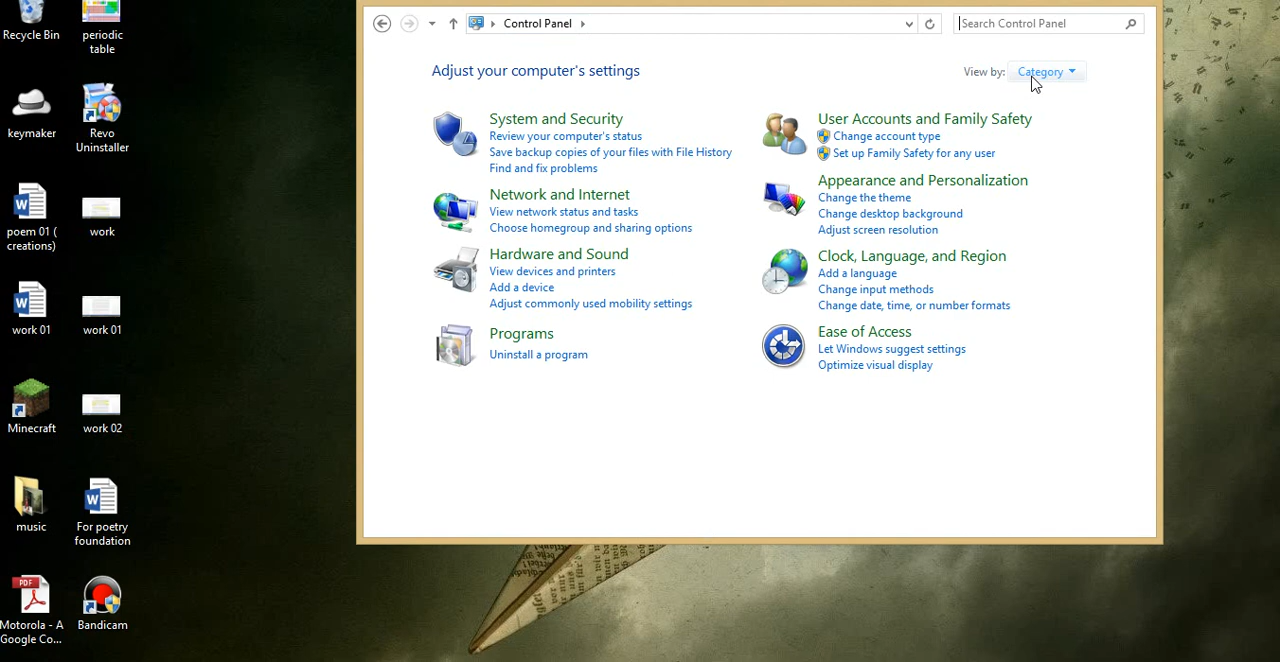 Recycle Bin
periodic
table
keymaker
Revo
Uninstaller
poem 01 (
creations)
work
work 01
work 01
Minecraft
work 02
music
For poetry
foundation
Motorola - A
Google Co...
Bandicam
Control Panel
Search Control Panel
Adjust your computer's settings
View by: Category
System and Security
Review your computer's status
Save backup copies of your files with File History
Find and fix problems
Network and Internet
View network status and tasks
Choose homegroup and sharing options
Hardware and Sound
View devices and printers
Add a device
Adjust commonly used mobility settings
Programs
Uninstall a program
User Accounts and Family Safety
Change account type
Set up Family Safety for any user
Appearance and Personalization
Change the theme
Change desktop background
Adjust screen resolution
Clock, Language, and Region
Add a language
Change input methods
Change date, time, or number formats
Ease of Access
Let Windows suggest settings
Optimize visual display